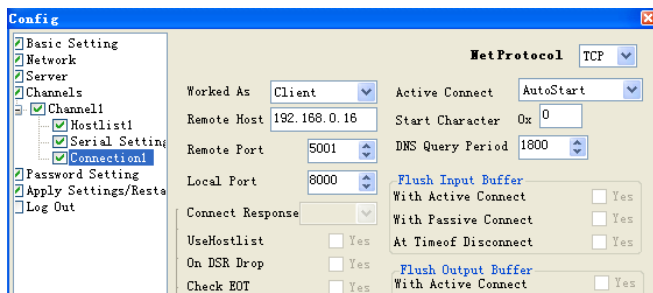 Config
Basic Setting
Network
Server
Channels
Channel1
Hostlist1
Serial Setting
Connection1
Password Setting
Apply Settings/Resta
Log Out
NetProtocol TCP
Worked As Client
Active Connect AutoStart
Remote Host 192.168.0.16
Start Character 0x 0
Remote Port 5001
DNS Query Period 1800
Local Port 8000
Flush Input Buffer
With Active Connect Yes
Connect Response
With Passive Connect Yes
UseHostlist Yes
At Timeof Disconnect Yes
On DSR Drop Yes
Flush Output Buffer
Check EOT Yes
With Active Connect Yes